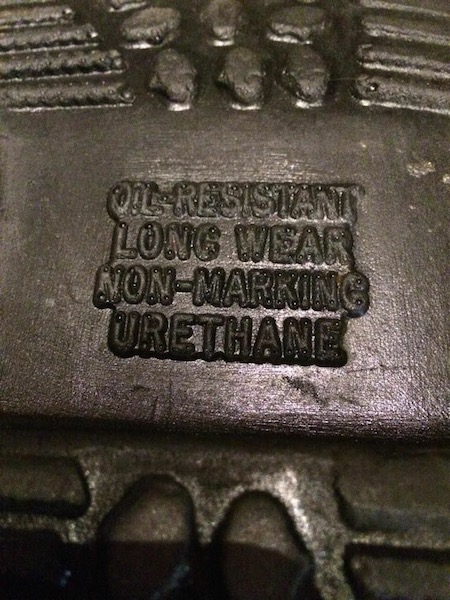 OIL-RESISTANT
LONG WEAR
NON-MARKING
URETHANE